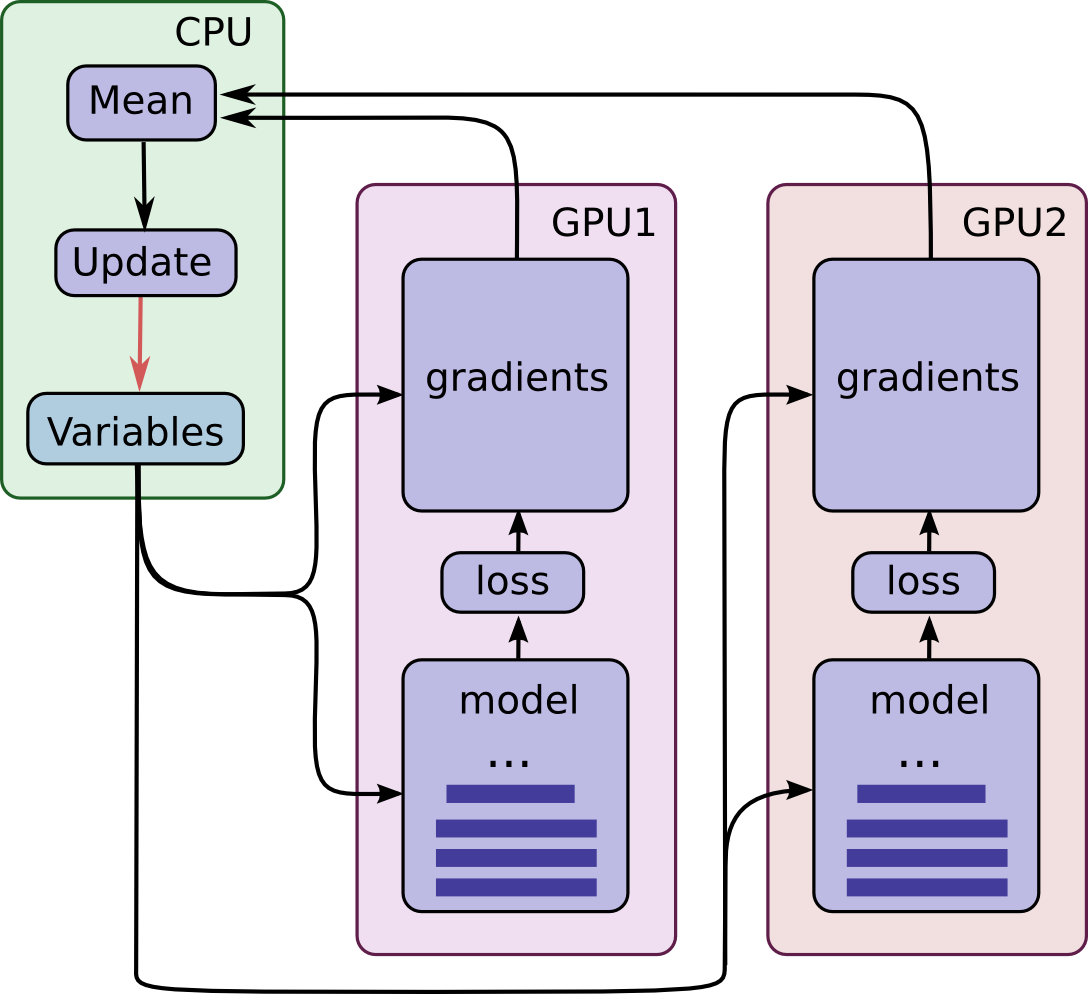 CPU
Mean
Update
Variables
GPU1
gradients
loss
model
...
GPU2
gradients
loss
model
...